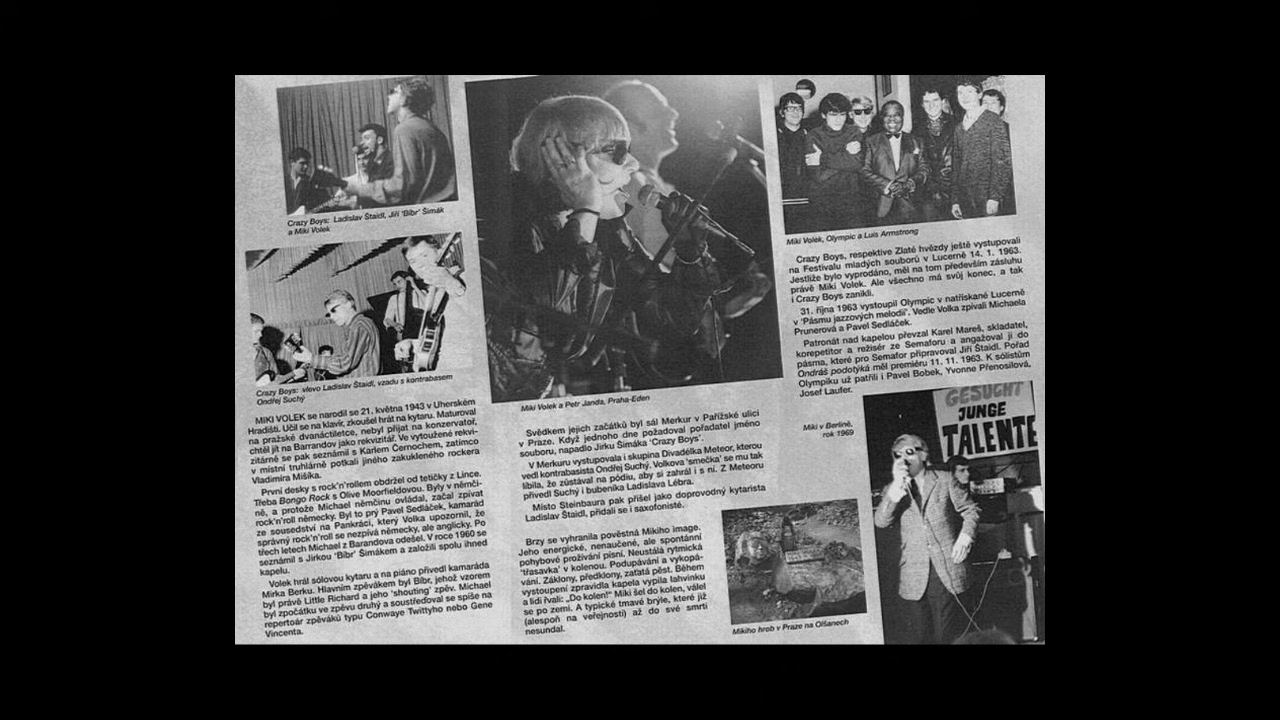 Crazy Boys: Ladislav Štaidl, Jiří 'Bíbr' Šimák
a Miki Volek
Crazy Boys: vlevo Ladislav Štaidl, vzadu s kontrabasem
Ondřej Suchý
MIKI VOLEK se narodil se 21. května 1943 v Uherském
Hradišti. Učil se na klavír, zkoušel hrát na kytaru. Maturoval
na pražské dvanáctiletce, nebyl přijat na konzervatoř,
chtěl jít na Barrandov jako rekvizitář. Ve vytoužené rekvi-
zitárně se pak seznámil s Karlem Černochem, zatímco
v místní truhlárně potkali jiného zakukleného rockera
Vladimíra Mišíka.
První desky s rock'n'rollem obdržel od tetičky z Lince.
Třeba Bongo Rock s Olive Moorfieldovou. Byly v němči-
ně, a protože Michael němčinu ovládal, začal zpívat
rock'n'roll německy. Byl to prý Pavel Sedláček, kamarád
ze sousedství na Pankráci, který Volka upozornil, že
správný rock'n'roll se nezpívá německy, ale anglicky. Po
třech letech Michael z Barandova odešel. V roce 1960 se
seznámil s Jirkou 'Bíbr' Šimákem a založili spolu ihned
kapelu.
Volek hrál sólovou kytaru a na piáno přivedl kamaráda
Mirka Berku. Hlavním zpěvákem byl Bíbr, jehož vzorem
byl právě Little Richard a jeho 'shouting' zpěv. Michael
byl zpočátku ve zpěvu druhý a soustřeďoval se spíše na
repertoár zpěváků typu Conwaye Twittyho nebo Gene
Vincenta.
Miki Volek a Petr Janda, Praha-Eden
Svědkem jejich začátků byl sál Merkur v Pařížské ulici
v Praze. Když jednoho dne požadoval pořadatel jméno
souboru, napadlo Jirku Šimáka 'Crazy Boys'.
V Merkuru vystupovala i skupina Divadélka Meteor, kterou
vedl kontrabasista Ondřej Suchý. Volkova 'smečka' se mu tak
líbila, že zůstával na pódiu, aby si zahrál i s ní. Z Meteoru
přivedl Suchý i bubeníka Ladislava Lébra.
Místo Steinbaura pak přišel jako doprovodný kytarista
Ladislav Štaidl, přidali se i saxofonisté.
Brzy se vyhranila pověstná Mikiho image.
Jeho energické, nenaučené, ale spontánní
pohybové prožívání písní. Neustálá rytmická
'třasavka' v kolenou. Podupávání a vykopá-
vání. Záklony, předklony, zaťatá pěst. Během
vystoupení zpravidla kapela vypila lahvinku
a lidi řvali: „Do kolen!" Miki šel do kolen, válel
se po zemi. A typické tmavé brýle, které již
(alespoň na veřejnosti) až do své smrti
nesundal.
Miki Volek, Olympic a Luis Armstrong
Crazy Boys, respektive Zlaté hvězdy ještě vystupovali
na Festivalu mladých souborů v Lucerně 14. 1. 1963.
Jestliže bylo vyprodáno, měl na tom především zásluhu
právě Miki Volek. Ale všechno má svůj konec, a tak
i Crazy Boys zanikli.
31. října 1963 vystoupil Olympic v natřískané Lucerně
v 'Pásmu jazzových melodií'. Vedle Volka zpívali Michaela
Prunerová a Pavel Sedláček.
Patronát nad kapelou převzal Karel Mareš, skladatel,
korepetitor a režisér ze Semaforu a angažoval ji do
pásma, které pro Semafor připravoval Jiří Štaidl. Pořad
Ondráš podotýká měl premiéru 11. 11. 1963. K sólistům
Olympiku už patřili i Pavel Bobek, Yvonne Přenosilová,
Josef Laufer.
Miki v Berlíně,
rok 1969
GESUCHT
JUNGE
TALENTE
Mikiho hrob v Praze na Olšanech